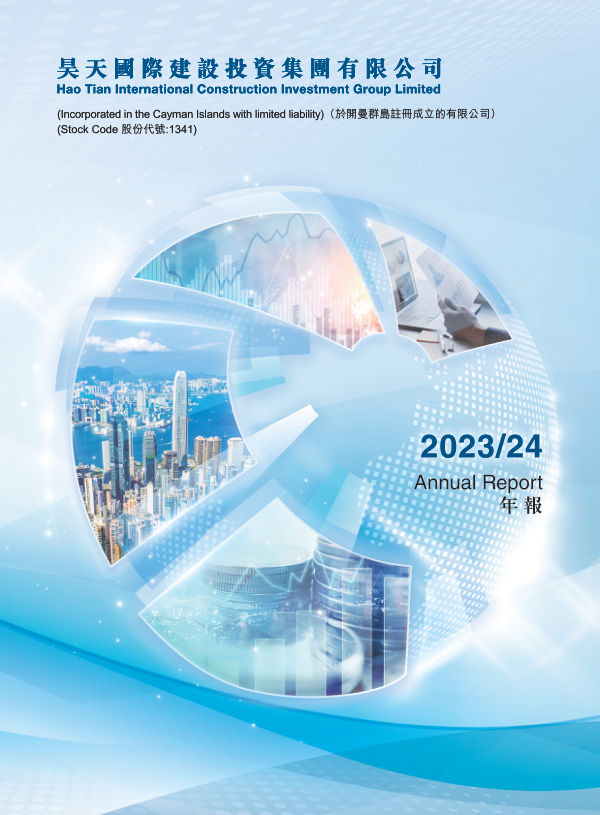 昊天國際建設投資集團有限公司
Hao Tian International Construction Investment Group Limited
(Incorporated in the Cayman Islands with limited liability)（於開曼群島註冊成立的有限公司）
(Stock Code 股份代號:1341)
2023/24
Annual Report
年報